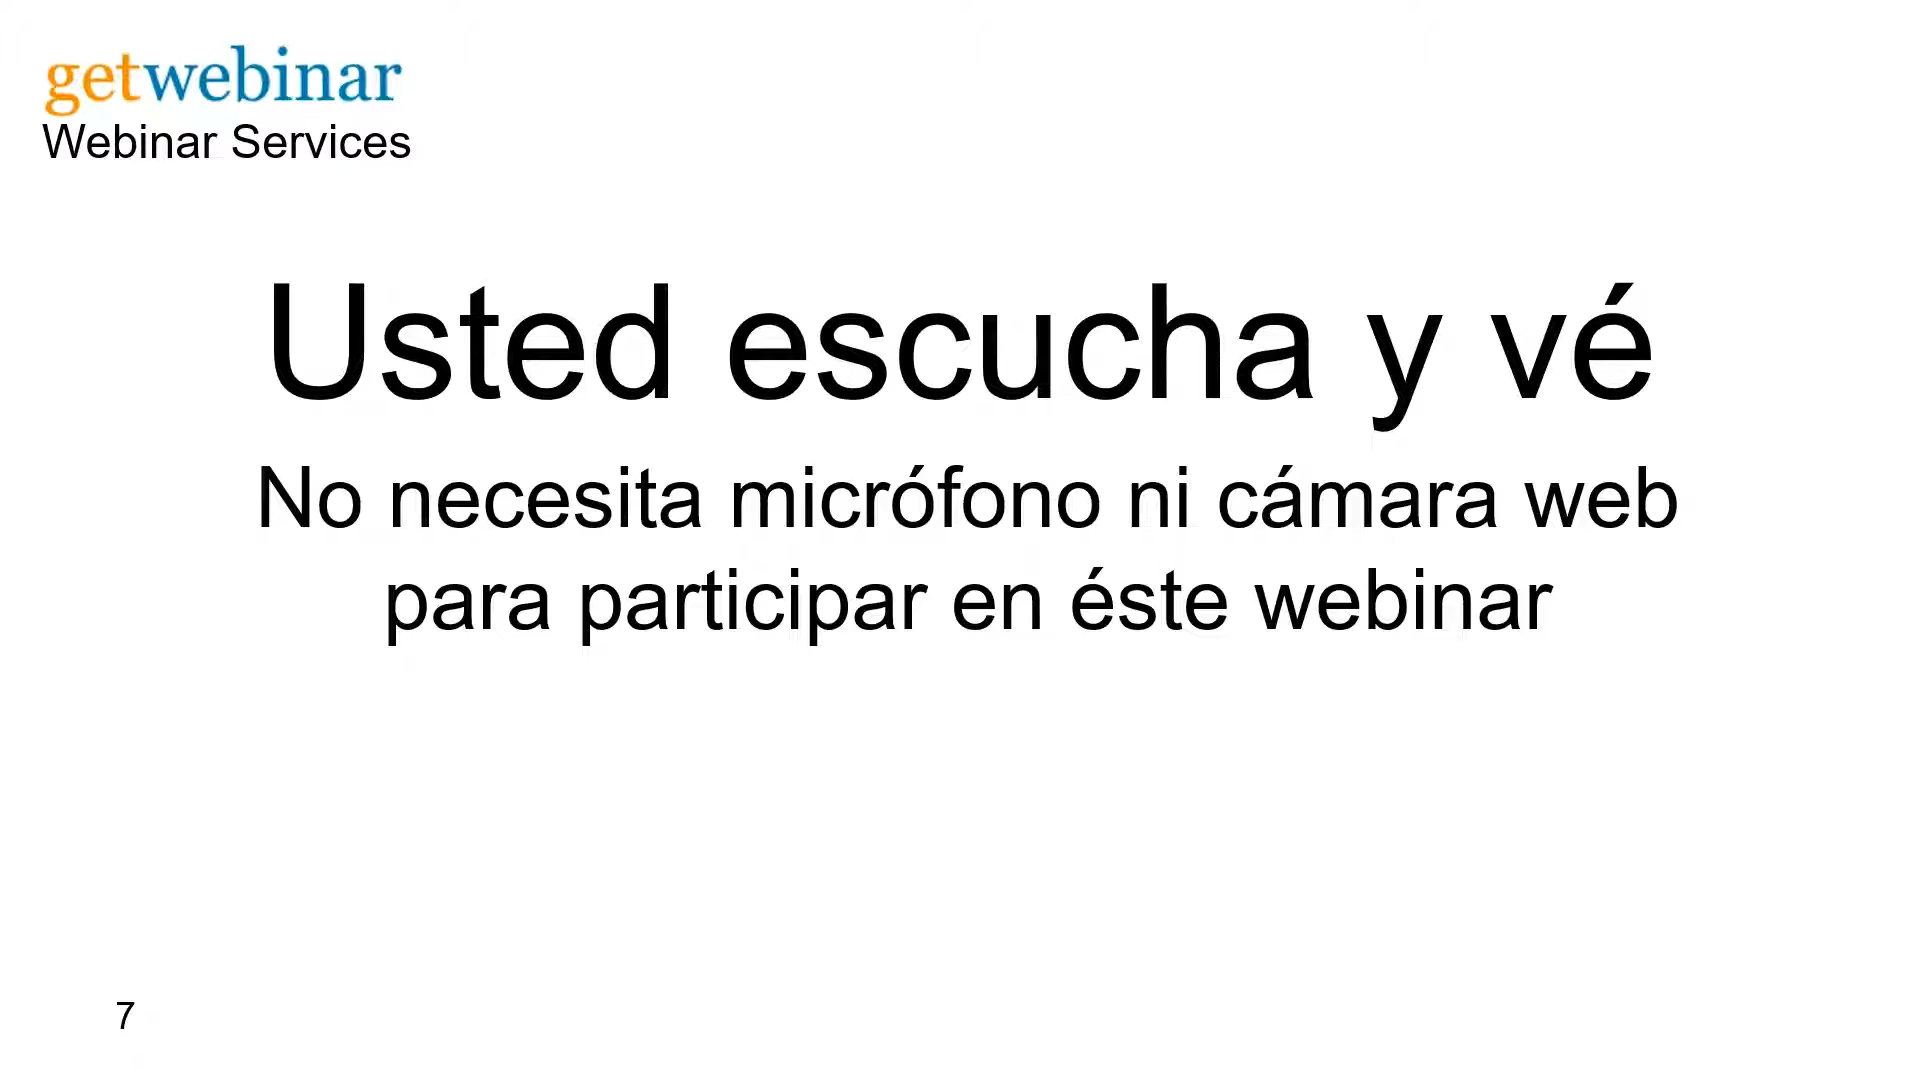 getwebinar
Webinar Services
Usted escucha y vé
No necesita micrófono ni cámara web
para participar en éste webinar
7